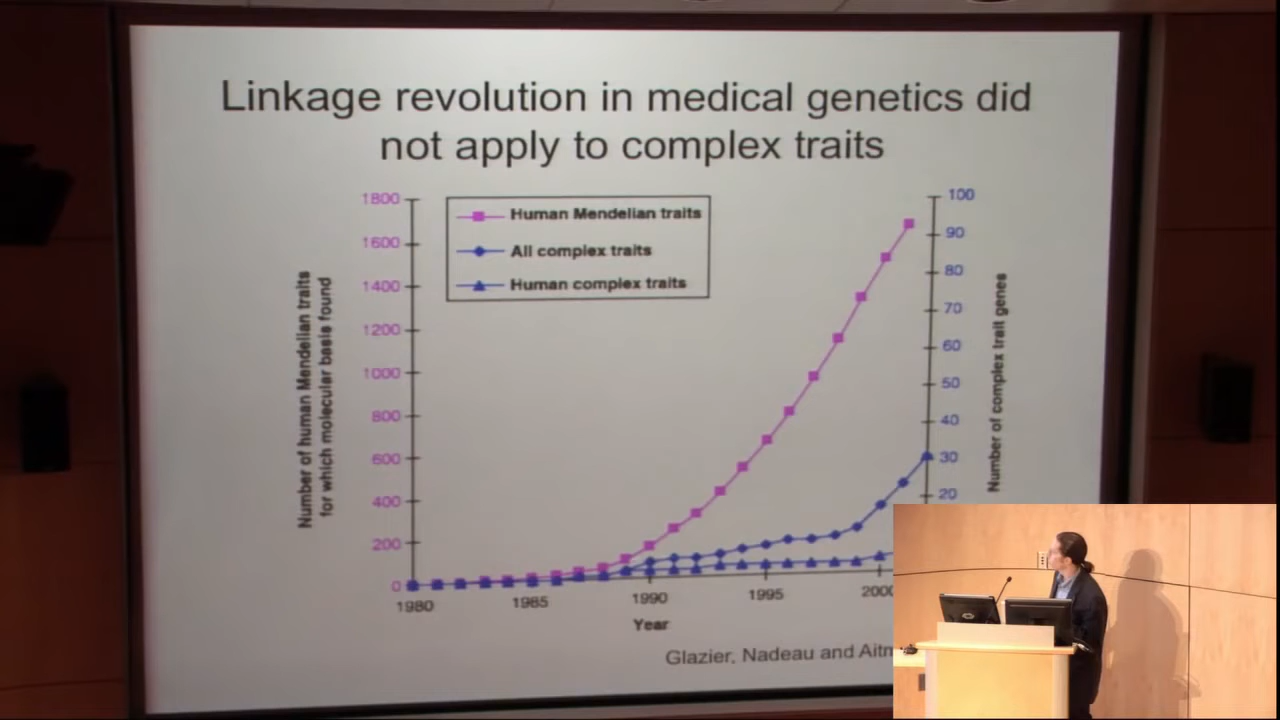 Linkage revolution in medical genetics did
not apply to complex traits
Human Mendelian traits
All complex traits
Human complex traits
Number of human Mendelian traits
for which molecular basis found
1800
1600
1400
1200
1000
800
600
400
200
0
100
90
80
70
60
50
40
30
20
Number of complex trait genes
1980
1985
1990
1995
2000
Year
Glazier, Nadeau and